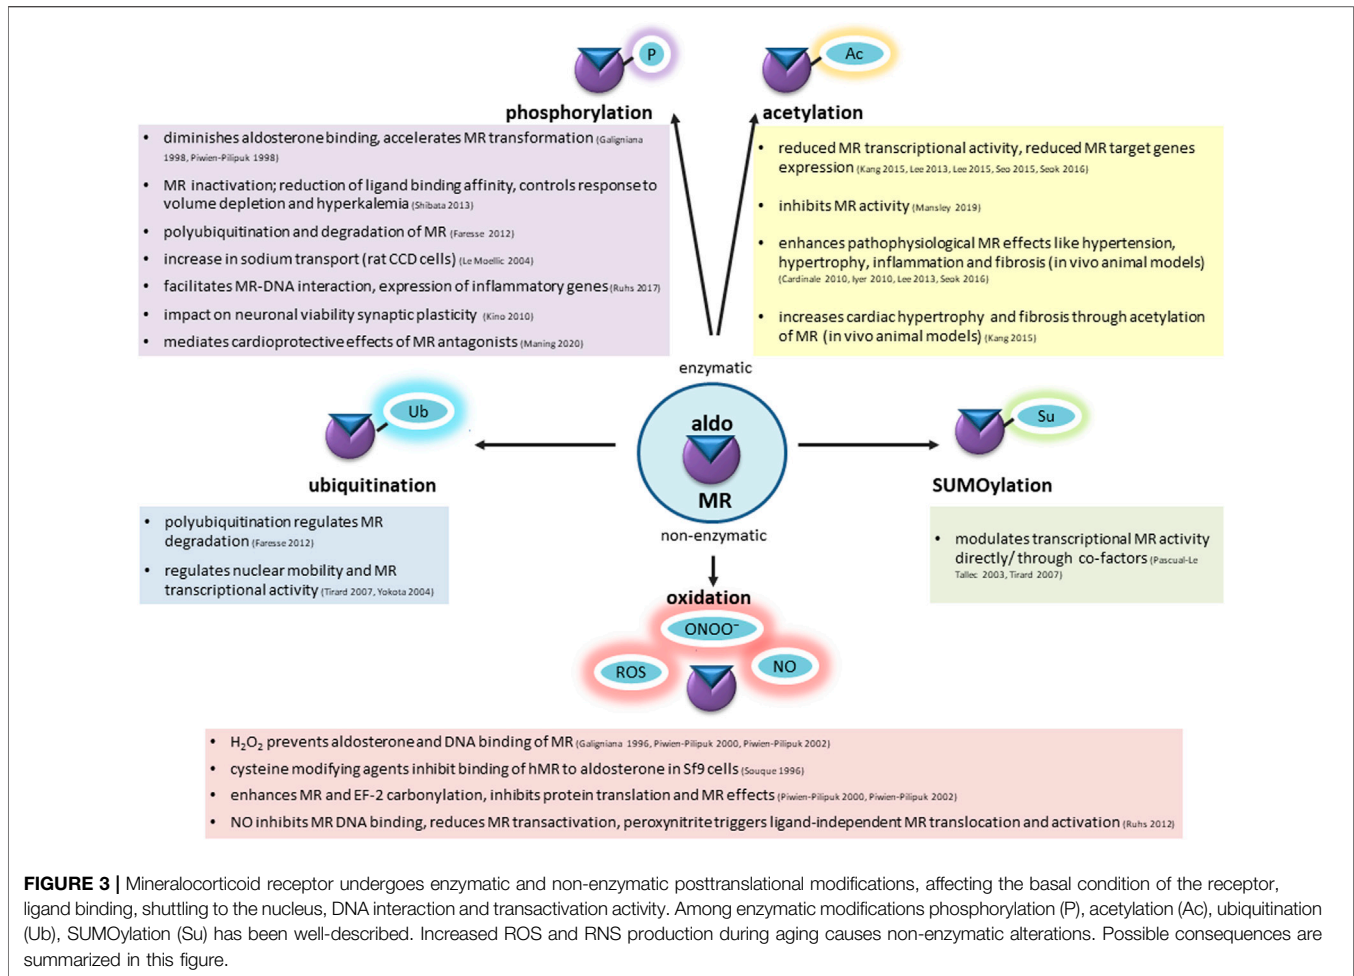 P
Ac
phosphorylation
acetylation
• diminishes aldosterone binding, accelerates MR transformation (Galigniana
1998, Piwien-Pilipuk 1998)
• MR inactivation; reduction of ligand binding affinity, controls response to
volume depletion and hyperkalemia (Shibata 2013)
• polyubiquitination and degradation of MR (Faresse 2012)
• increase in sodium transport (rat CCD cells) (Le Moellic 2004)
• facilitates MR-DNA interaction, expression of inflammatory genes (Ruhs 2017)
• impact on neuronal viability synaptic plasticity (Kino 2010)
• mediates cardioprotective effects of MR antagonists (Maning 2020)
• reduced MR transcriptional activity, reduced MR target genes
expression (Kang 2015, Lee 2013, Lee 2015, Seo 2015, Seok 2016)
• inhibits MR activity (Mansley 2019)
• enhances pathophysiological MR effects like hypertension,
hypertrophy, inflammation and fibrosis (in vivo animal models)
(Cardinale 2010, Iyer 2010, Lee 2013, Seok 2016)
• increases cardiac hypertrophy and fibrosis through acetylation
of MR (in vivo animal models) (Kang 2015)
enzymatic
Ub
aldo
MR
Su
ubiquitination
SUMOylation
• polyubiquitination regulates MR
degradation (Faresse 2012)
• regulates nuclear mobility and MR
transcriptional activity (Tirard 2007, Yokota 2004)
• modulates transcriptional MR activity
directly/ through co-factors (Pascual-Le
Tallec 2003, Tirard 2007)
non-enzymatic
oxidation
ONOO⁻
ROS
NO
• H₂O₂ prevents aldosterone and DNA binding of MR (Galigniana 1996, Piwien-Pilipuk 2000, Piwien-Pilipuk 2002)
• cysteine modifying agents inhibit binding of hMR to aldosterone in Sf9 cells (Souque 1996)
• enhances MR and EF-2 carbonylation, inhibits protein translation and MR effects (Piwien-Pilipuk 2000, Piwien-Pilipuk 2002)
• NO inhibits MR DNA binding, reduces MR transactivation, peroxynitrite triggers ligand-independent MR translocation and activation (Ruhs 2012)
FIGURE 3 | Mineralocorticoid receptor undergoes enzymatic and non-enzymatic posttranslational modifications, affecting the basal condition of the receptor,
ligand binding, shuttling to the nucleus, DNA interaction and transactivation activity. Among enzymatic modifications phosphorylation (P), acetylation (Ac), ubiquitination
(Ub), SUMOylation (Su) has been well-described. Increased ROS and RNS production during aging causes non-enzymatic alterations. Possible consequences are
summarized in this figure.